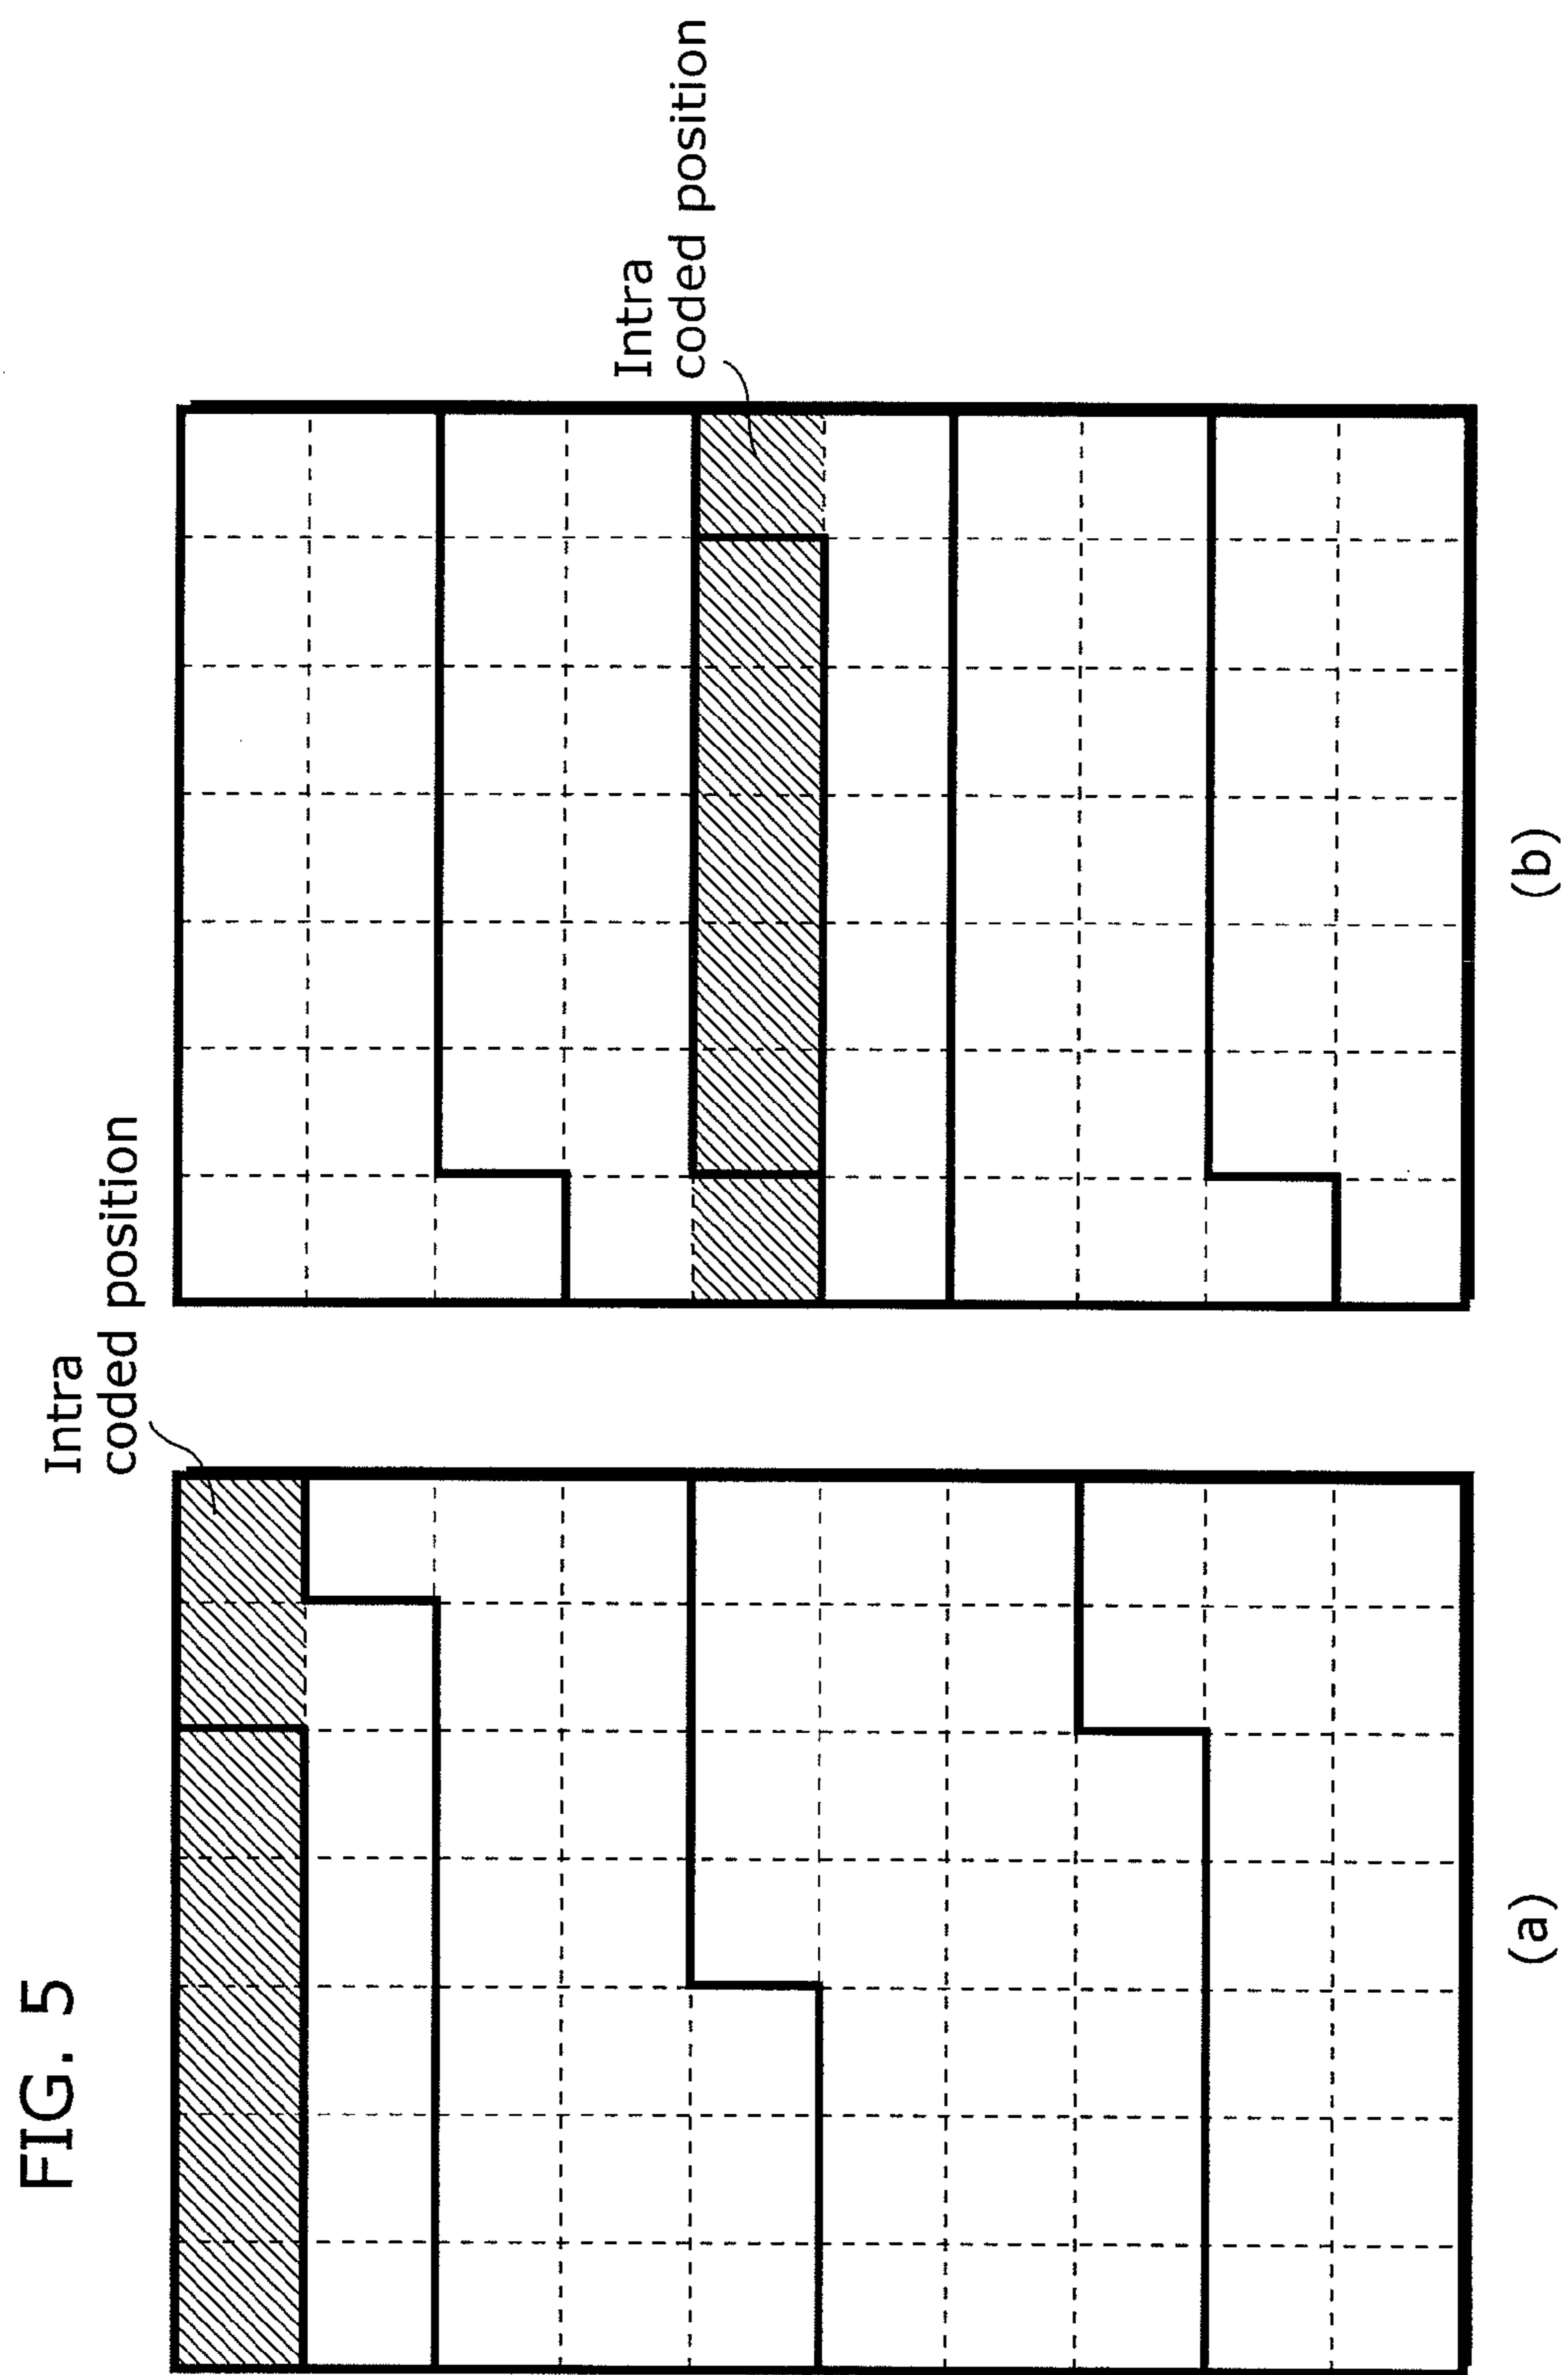 FIG. 5
Intra
coded position
Intra
coded position
(a)
(b)